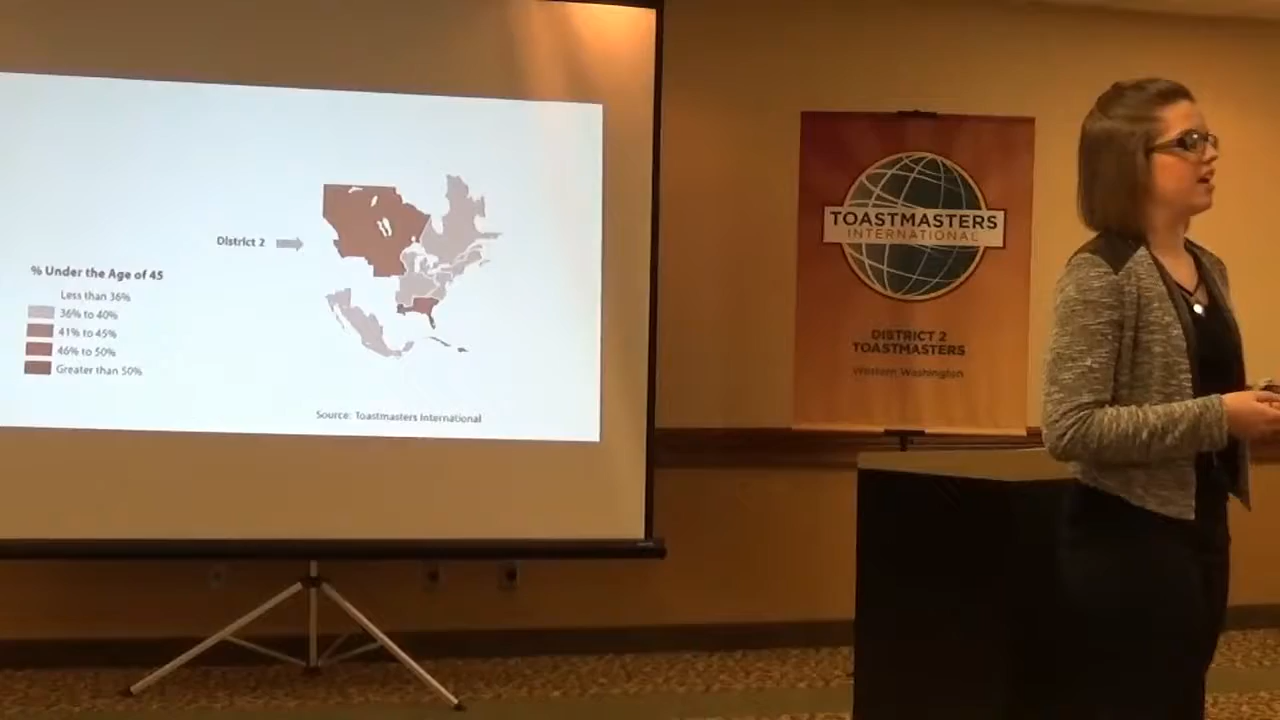 District 2
% Under the Age of 45
Less than 36%
36% to 40%
41% to 45%
46% to 50%
Greater than 50%
Source: Toastmasters International
TOASTMASTERS
INTERNATIONAL
DISTRICT 2
TOASTMASTERS
Western Washington